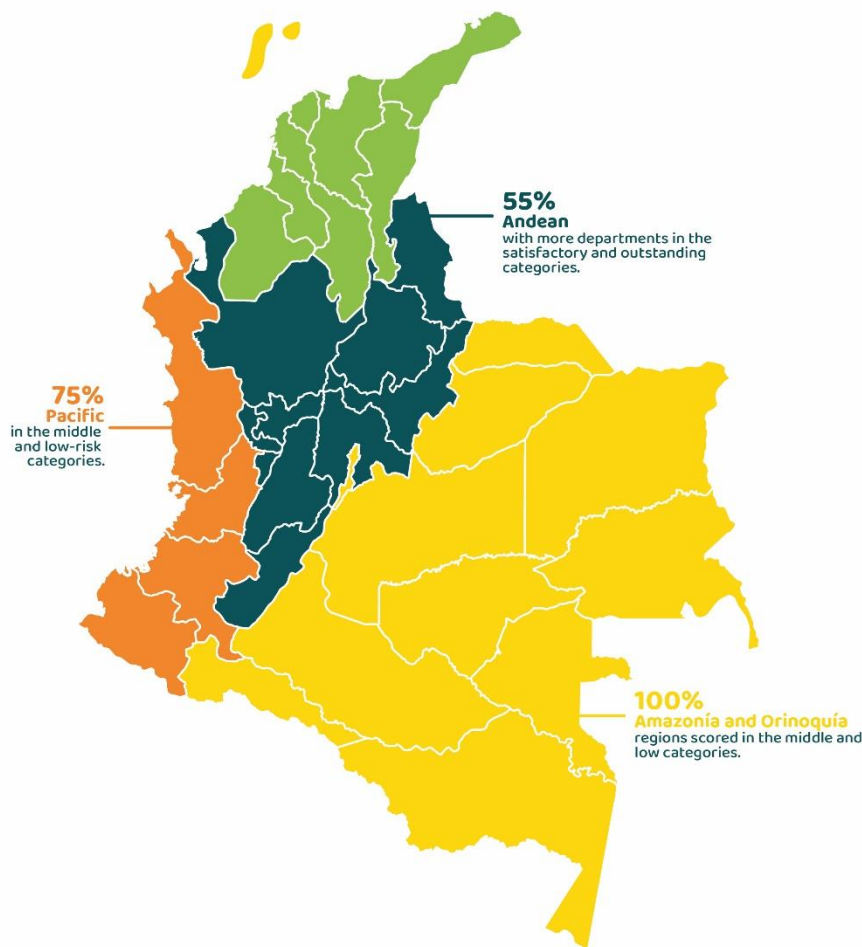 55%
Andean
with more departments in the
satisfactory and outstanding
categories.
75%
Pacific
in the middle
and low-risk
categories.
100%
Amazonía and Orinoquía
regions scored in the middle and
low categories.